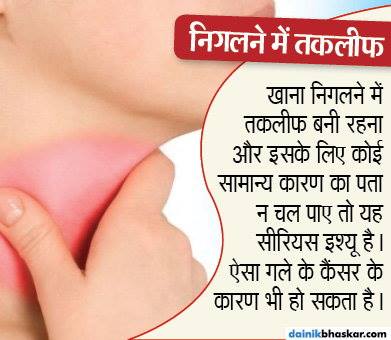 निगलने में तकलीफ
खाना निगलने में
तकलीफ बनी रहना
और इसके लिए कोई
सामान्य कारण का पता
न चल पाए तो यह
सीरियस इश्यू है।
ऐसा गले के कैंसर के
कारण भी हो सकता है।
dainikbhaskar.com